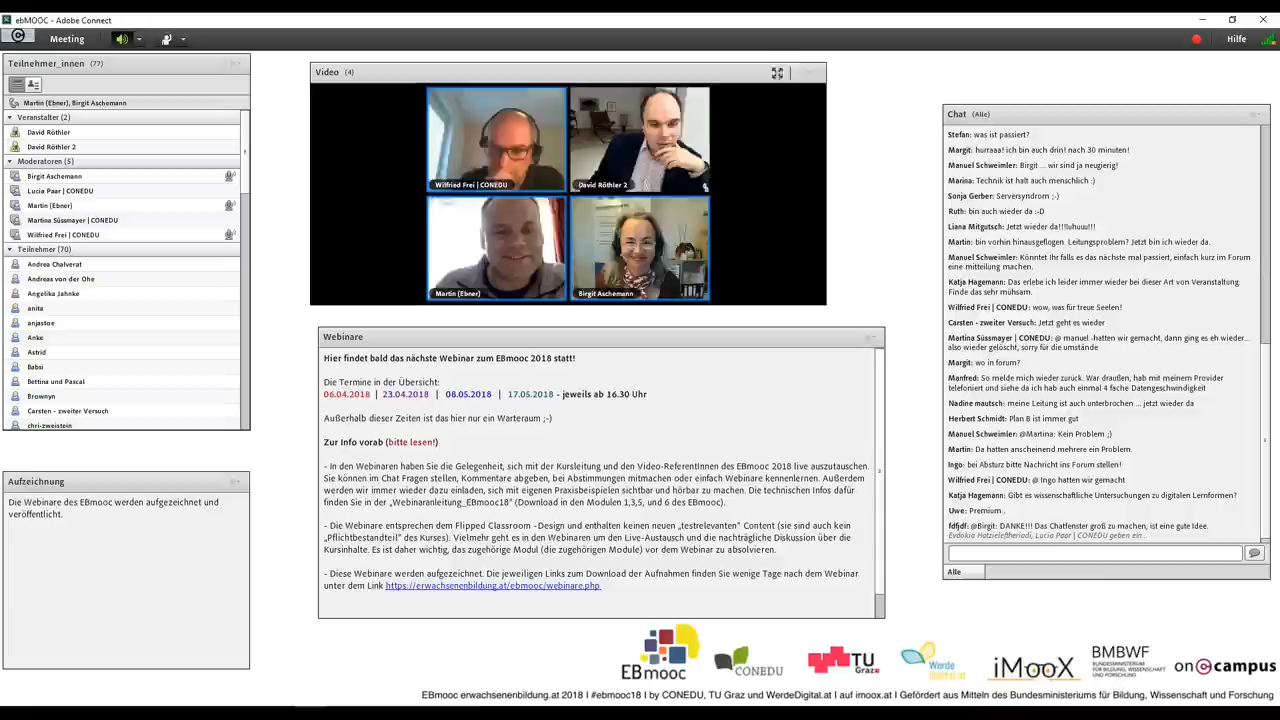 ebMOOC - Adobe Connect
Meeting
Hilfe
Teilnehmer_innen (77)
Martin (Ebner), Birgit Aschemann
Veranstalter (2)
David Röthler
David Röthler 2
Moderatoren (5)
Birgit Aschemann
Lucia Paar | CONEDU
Martin (Ebner)
Martina Süssmayer | CONEDU
Wilfried Frei | CONEDU
Teilnehmer (70)
Andrea Chalverat
Andreas von der Ohe
Angelika Jahnke
anita
anjastoe
Anke
Astrid
Babsi
Bettina und Pascal
Brownyn
Carsten - zweiter Versuch
chri-zweistein
Aufzeichnung
Die Webinare des EBmooc werden aufgezeichnet und
veröffentlicht.
Video (4)
Wilfried Frei | CONEDU
David Röthler 2
Martin (Ebner)
Birgit Aschemann
Webinare
Hier findet bald das nächste Webinar zum EBmooc 2018 statt!
Die Termine in der Übersicht:
06.04.2018 | 23.04.2018 | 08.05.2018 | 17.05.2018 - jeweils ab 16.30 Uhr
Außerhalb dieser Zeiten ist das hier nur ein Warteraum ;-)
Zur Info vorab (bitte lesen!)
- In den Webinaren haben Sie die Gelegenheit, sich mit der Kursleitung und den Video-ReferentInnen des EBmooc 2018 live auszutauschen.
Sie können im Chat Fragen stellen, Kommentare abgeben, bei Abstimmungen mitmachen oder einfach Webinare kennenlernen. Außerdem
werden wir immer wieder dazu einladen, sich mit eigenen Praxisbeispielen sichtbar und hörbar zu machen. Die technischen Infos dafür
finden Sie in der „Webinaranleitung_EBmooc18“ (Download in den Modulen 1,3,5, und 6 des EBmooc).
- Die Webinare entsprechen dem Flipped Classroom -Design und enthalten keinen neuen „testrelevanten“ Content (sie sind auch kein
„Pflichtbestandteil“ des Kurses). Vielmehr geht es in den Webinaren um den Live-Austausch und die nachträgliche Diskussion über die
Kursinhalte. Es ist daher wichtig, das zugehörige Modul (die zugehörigen Module) vor dem Webinar zu absolvieren.
- Diese Webinare werden aufgezeichnet. Die jeweiligen Links zum Download der Aufnahmen finden Sie wenige Tage nach dem Webinar
unter dem Link https://erwachsenenbildung.at/ebmooc/webinare.php
Chat (Alle)
Stefan: was ist passiert?
Margit: hurraaa! ich bin auch drin! nach 30 minuten!
Manuel Schweimler: Birgit ... wir sind ja neugierig!
Marina: Technik ist halt auch menschlich :)
Sonja Gerber: Serversyndrom ;-)
Ruth: bin auch wieder da :-D
Liana Mitgutsch: Jetzt wieder da!!!luhuuu!!!
Martin: bin vorhin hinausgeflogen. Leitungsproblem? Jetzt bin ich wieder da.
Manuel Schweimler: Könntet Ihr falls es das nächste mal passiert, einfach kurz im Forum
eine mitteilung machen.
Katja Hagemann: Das erlebe ich leider immer wieder bei dieser Art von Veranstaltung.
Finde das sehr mühsam.
Wilfried Frei | CONEDU: wow, was für treue Seelen!
Carsten - zweiter Versuch: Jetzt geht es wieder
Martina Süssmayer | CONEDU: @ manuel -hatten wir gemacht, dann ging es eh wieder...
also wieder gelöscht, sorry für die umstände
Margit: wo in forum?
Manfred: So melde mich wieder zurück. War draußen, hab mit meinem Provider
telefoniert und siehe da ich hab auch einmal 4 fache Datengeschwindigkeit
Nadine mautsch: meine Leitung ist auch unterbrochen ... jetzt wieder da
Herbert Schmidt: Plan B ist immer gut
Manuel Schweimler: @Martina: Kein Problem ;)
Martin: Da hatten anscheinend mehrere ein Problem.
Ingo: bei Absturz bitte Nachricht ins Forum stellen!
Wilfried Frei | CONEDU: @ Ingo hatten wir gemacht
Katja Hagemann: Gibt es wissenschaftliche Untersuchungen zu digitalen Lernformen?
Uwe: Premium..
fdfjdf: @Birgit: DANKE!!! Das Chatfenster groß zu machen, ist eine gute Idee.
Evdokia Hatzieleftheriadi, Lucia Paar | CONEDU geben ein...
Alle
EBmooc
CONEDU
TU Graz
Werde Digital.at
iMooX
BMBWF
BUNDESMINISTERIUM
FÜR BILDUNG, WISSENSCHAFT
UND FORSCHUNG
on campus
EBmooc erwachsenenbildung.at 2018 I #ebmooc18 I by CONEDU, TU Graz und WerdeDigital.at I auf imoox.at I Gefördert aus Mitteln des Bundesministeriums für Bildung, Wissenschaft und Forschung